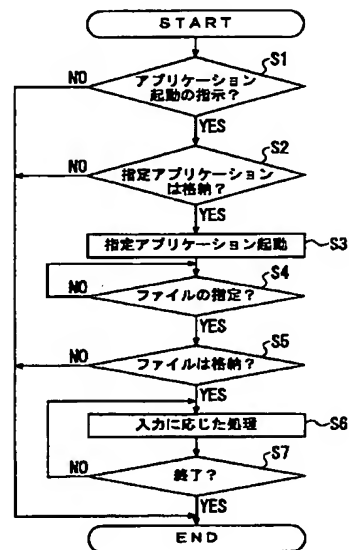 START
S1
NO
アプリケーション
起動の指示？
YES
S2
NO
指定アプリケーション
は格納？
YES
指定アプリケーション起動
S3
S4
NO
ファイルの指定？
YES
S5
NO
ファイルは格納？
YES
入力に応じた処理
S6
S7
NO
終了？
YES
END